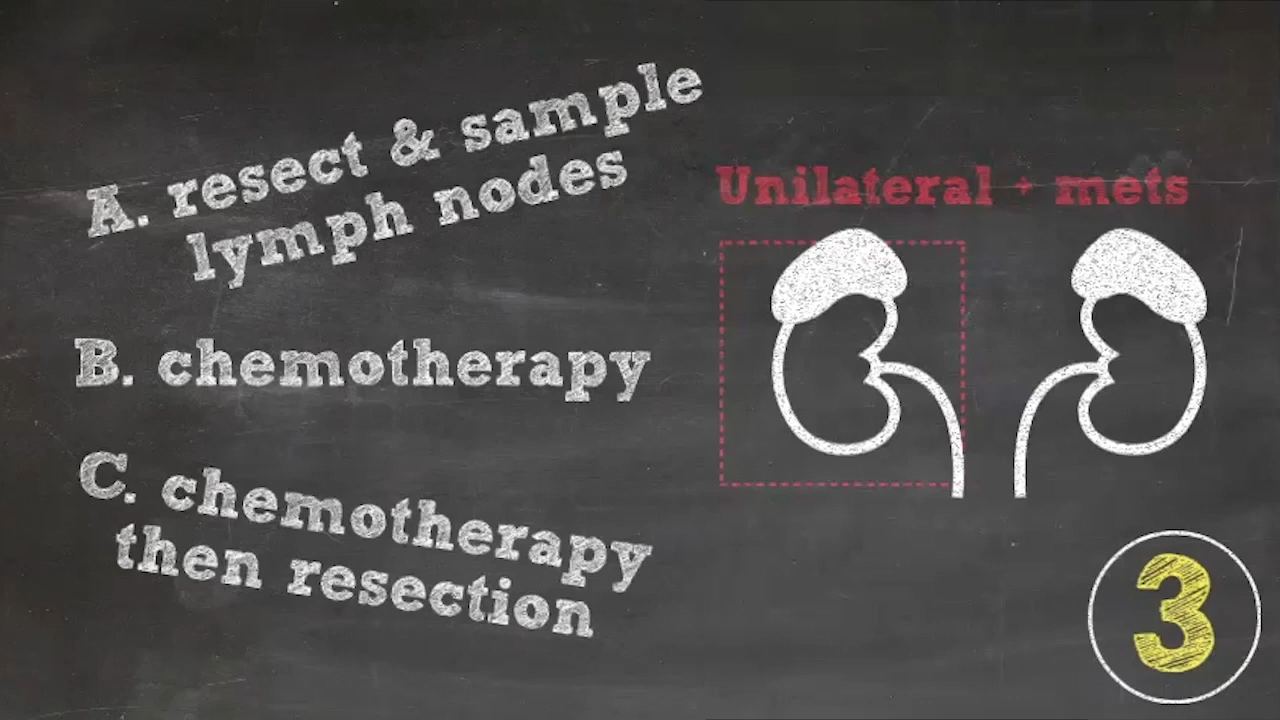 A. resect & sample
lymph nodes
B. chemotherapy
C. chemotherapy
then resection
Unilateral + mets
3